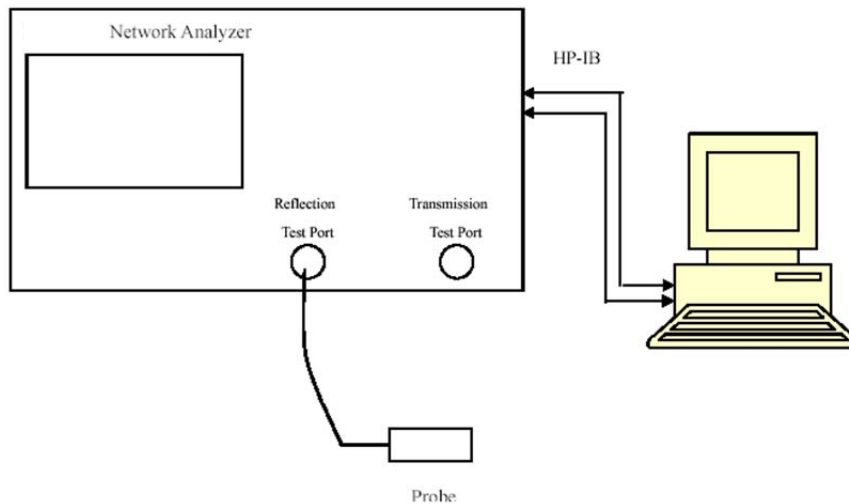 Network Analyzer
HP-IB
Reflection
Test Port
Transmission
Test Port
Probe